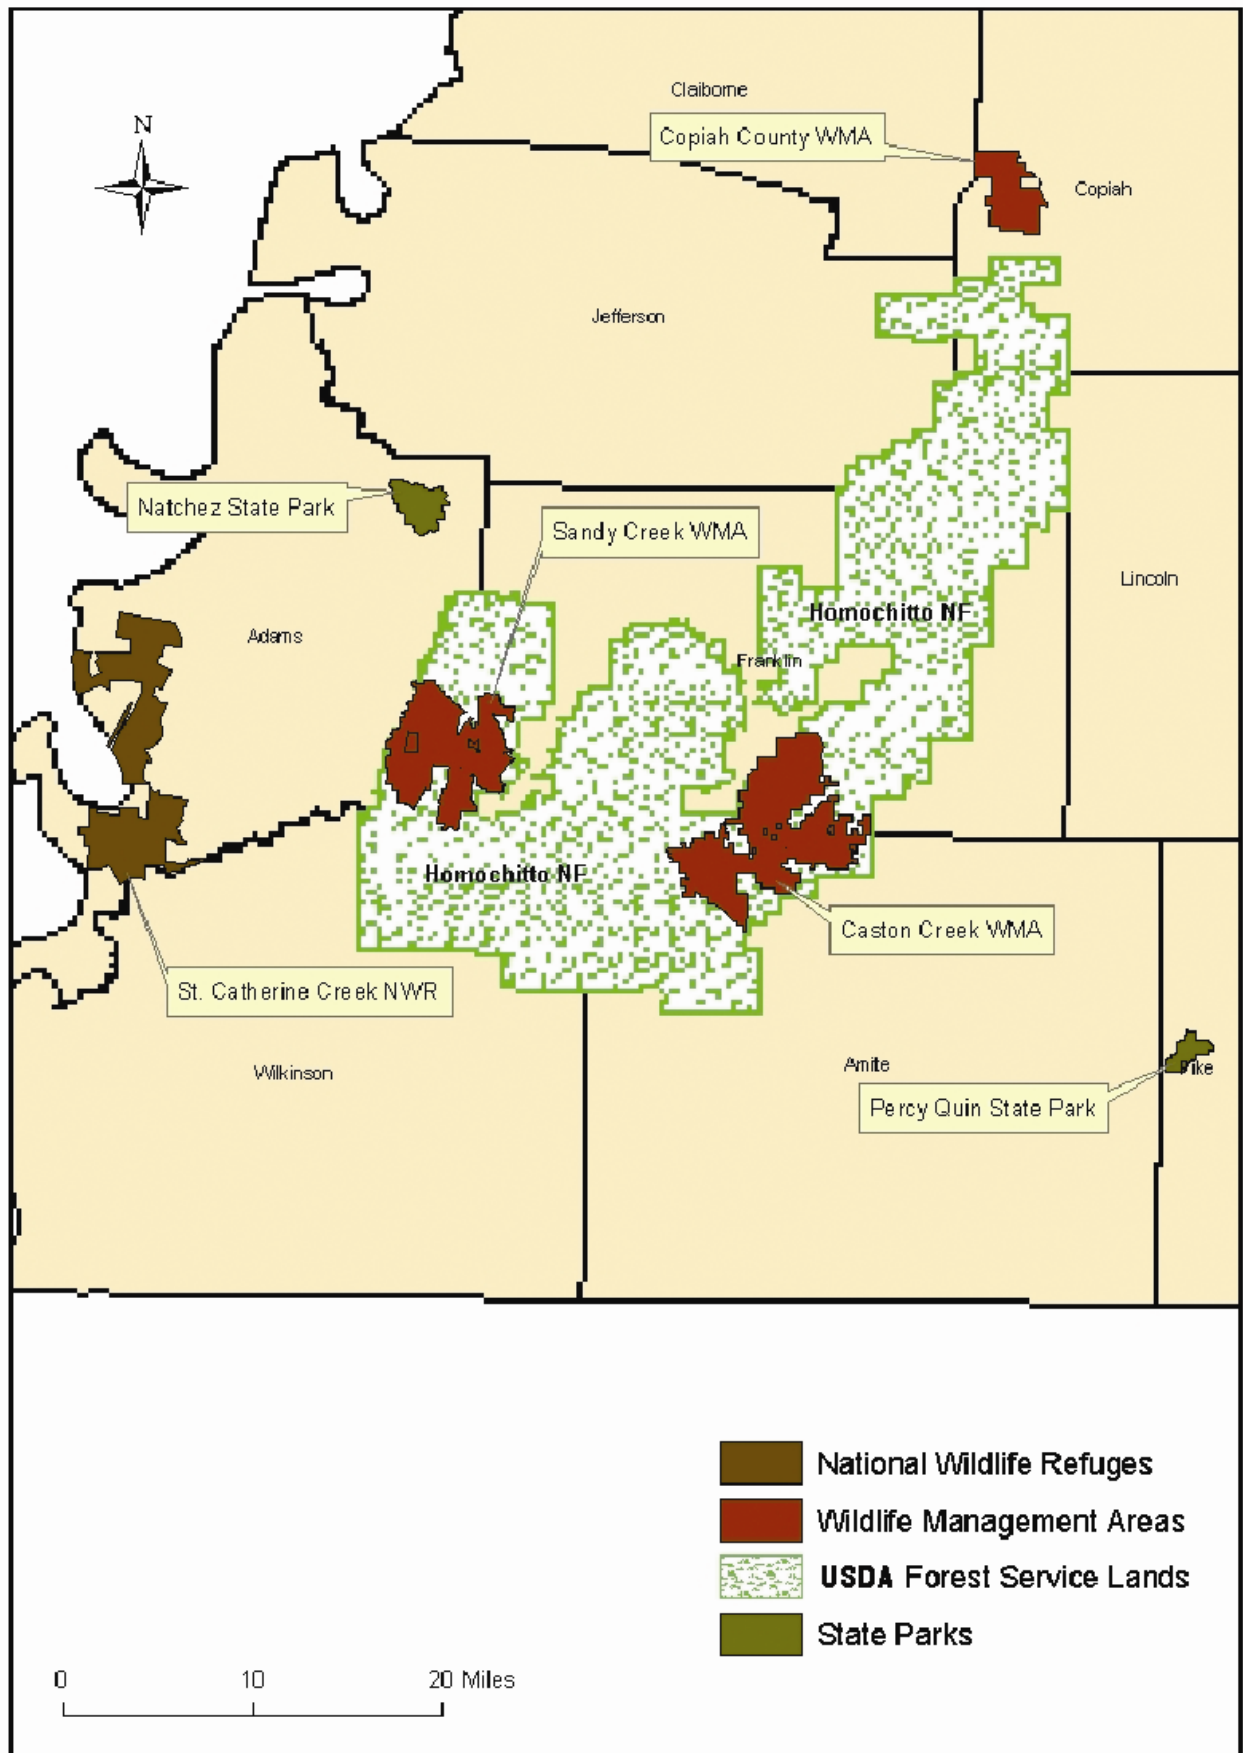 N
Claiborne
Copiah County WMA
Copiah
Jefferson
Natchez State Park
Sandy Creek WMA
Lincoln
Homochitto NF
Adams
Franklin
Homochitto NF
Caston Creek WMA
St. Catherine Creek NWR
Wilkinson
Amite
Pike
Percy Quin State Park
National Wildlife Refuges
Wildlife Management Areas
USDA Forest Service Lands
State Parks
0 10 20 Miles